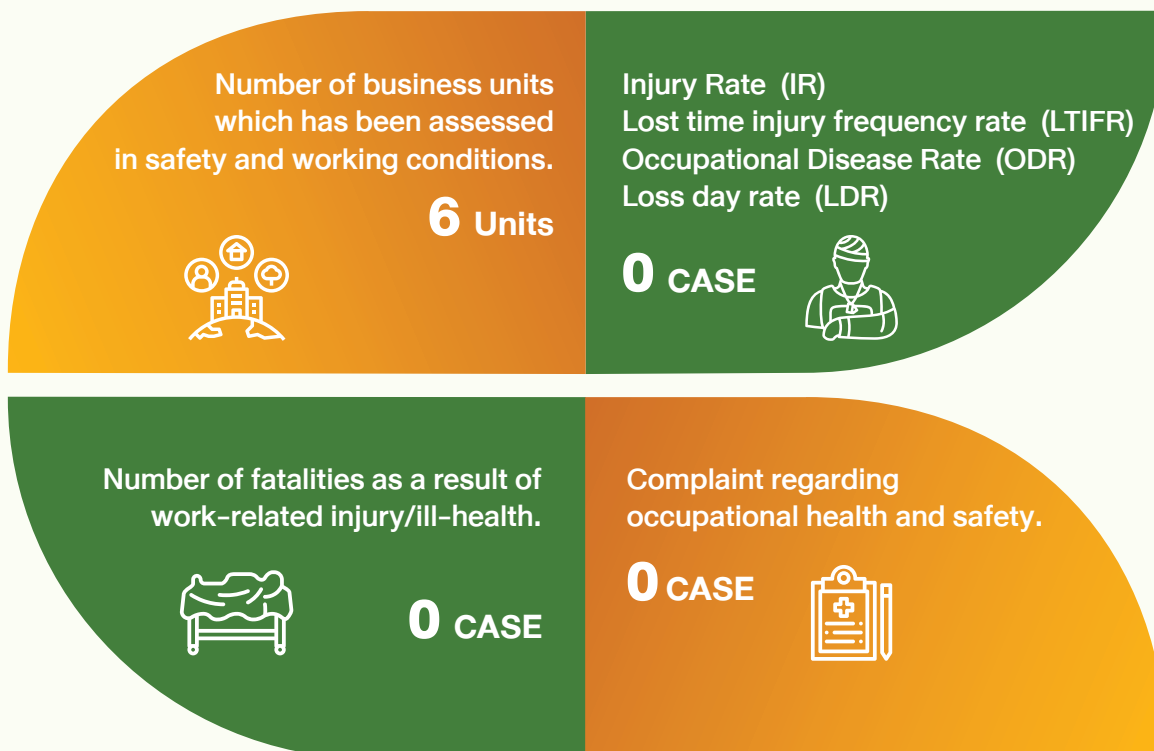 Number of business units
which has been assessed
in safety and working conditions.
6 Units
Injury Rate (IR)
Lost time injury frequency rate (LTIFR)
Occupational Disease Rate (ODR)
Loss day rate (LDR)
0 CASE
Number of fatalities as a result of
work-related injury/ill-health.
0 CASE
Complaint regarding
occupational health and safety.
0 CASE